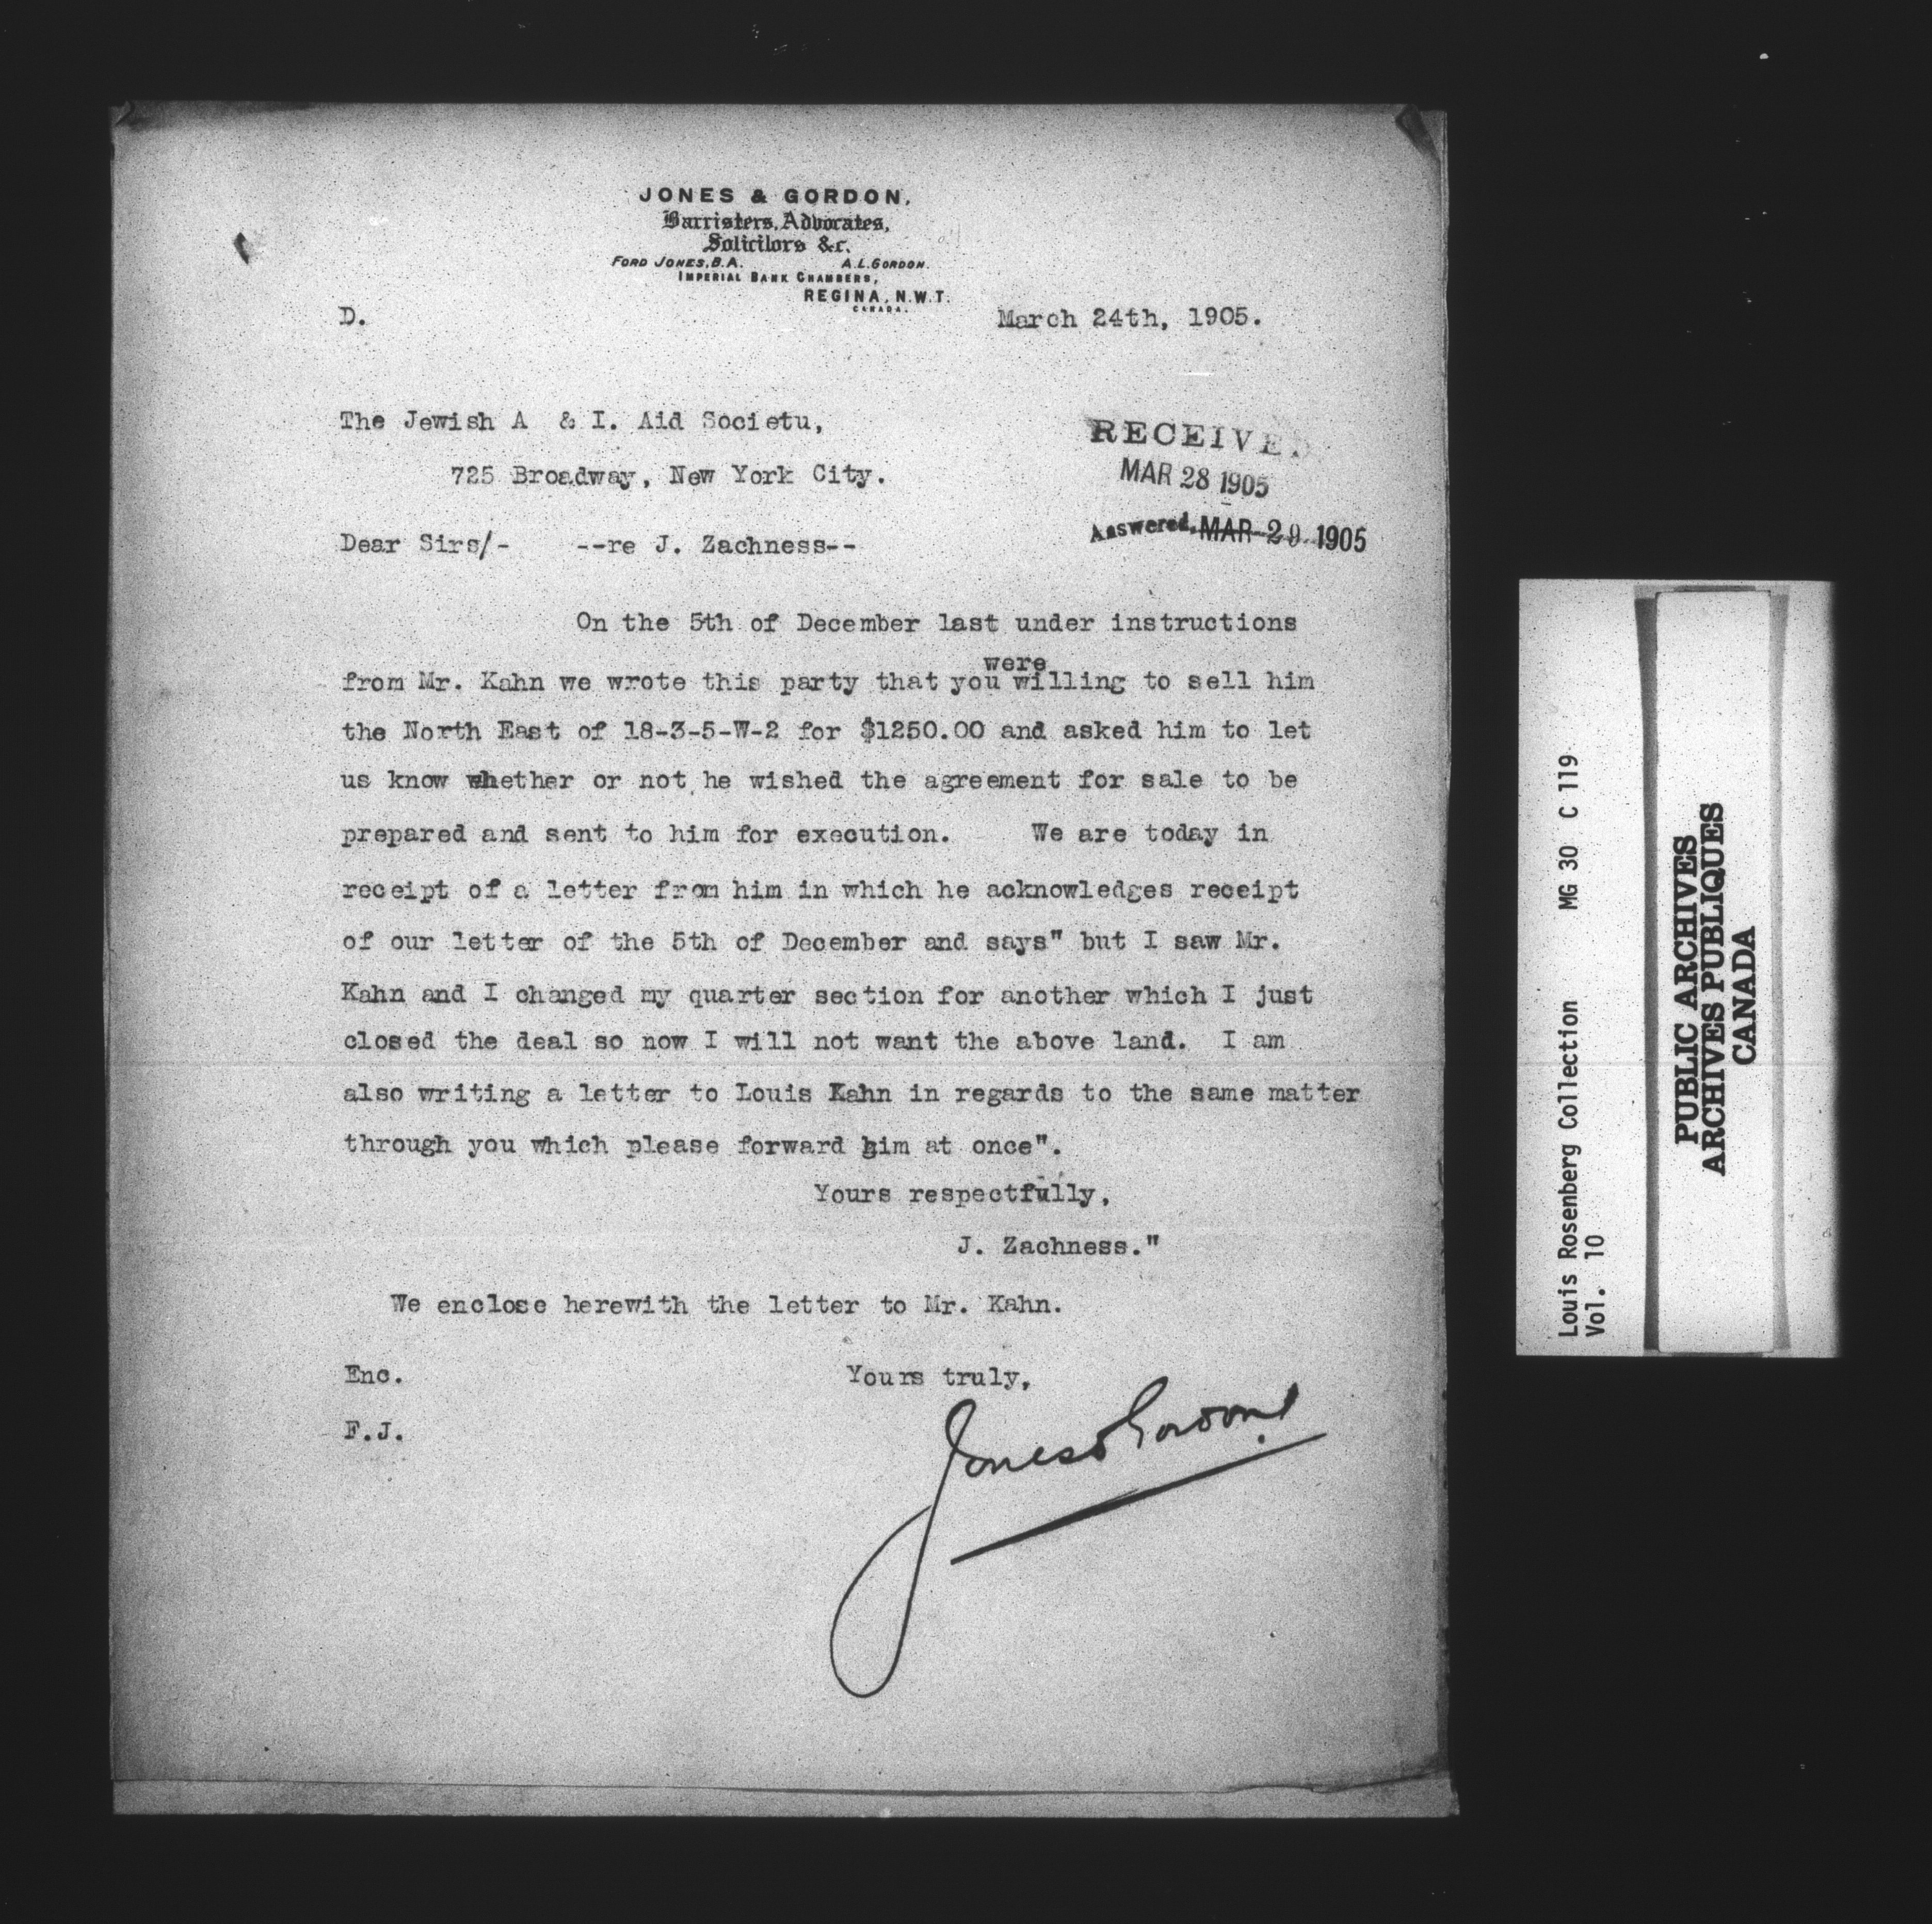 JONES & GORDON,
Barristers, Advocates,
Solicitors &c.
FORD JONES, B.A. A.L. GORDON.
IMPERIAL BANK CHAMBERS,
REGINA, N.W.T.
CANADA.
D. March 24th, 1905.
The Jewish A & I. Aid Societu,
725 Broadway, New York City.
RECEIVED
MAR 28 1905
Answered, MAR 29 1905
Dear Sirs/- --re J. Zachness--
On the 5th of December last under instructions
were
from Mr. Kahn we wrote this party that you willing to sell him
the North East of 18-3-5-W-2 for $1250.00 and asked him to let
us know whether or not he wished the agreement for sale to be
prepared and sent to him for execution. We are today in
receipt of a letter from him in which he acknowledges receipt
of our letter of the 5th of December and says" but I saw Mr.
Kahn and I changed my quarter section for another which I just
closed the deal so now I will not want the above land. I am
also writing a letter to Louis Kahn in regards to the same matter
through you which please forward him at once".
Yours respectfully,
J. Zachness."
We enclose herewith the letter to Mr. Kahn.
Enc. Yours truly,
F.J.
Jones & Gordon
Louis Rosenberg Collection MG 30 C 119
Vol. 10
PUBLIC ARCHIVES
ARCHIVES PUBLIQUES
CANADA